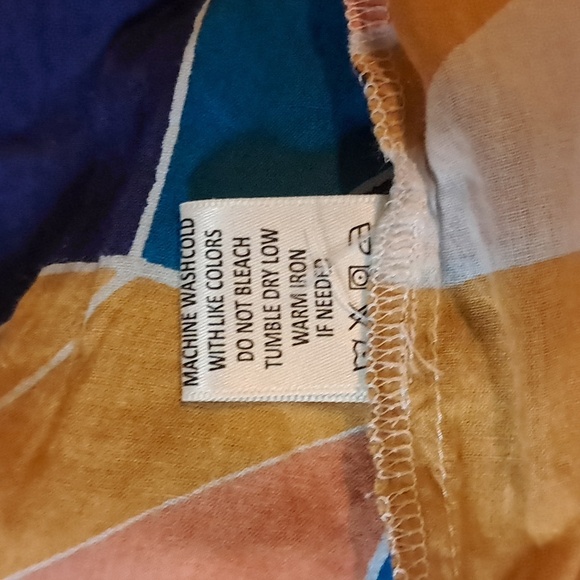 MACHINE WASHCOLD
WITH LIKE COLORS
DO NOT BLEACH
TUMBLE DRY LOW
WARM IRON
IF NEEDED